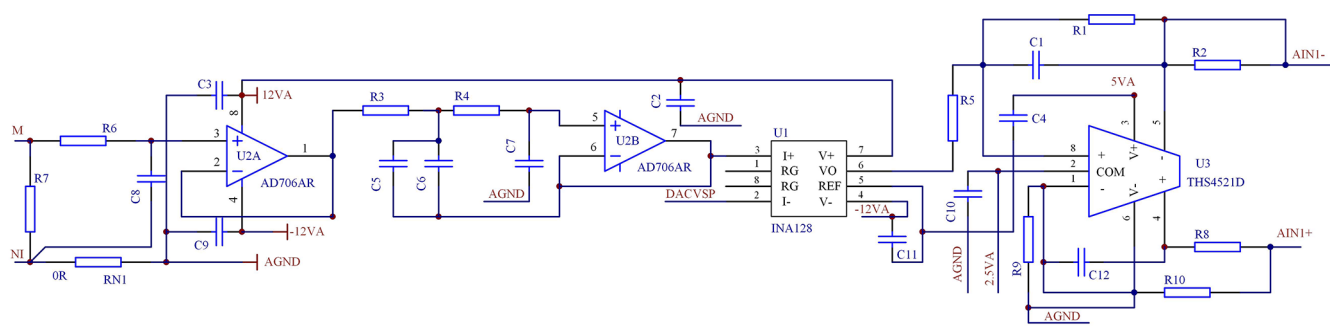 R1
C1
R2
AIN1-
C3
12VA
R3
R4
C2
AGND
5VA
R5
C4
8
3
5
M
R6
3
+
U2A
1
AD706AR
2
-
4
R7
C8
C5
C6
C7
AGND
5
+
U2B
7
6
-
AD706AR
U1
3
I+
V+
7
1
RG
VO
6
8
RG
REF
5
2
I-
V-
4
DACVSP
INA128
-12VA
C11
C10
AGND
2.5VA
8
+
V+
-
2
COM
1
-
V-
+
U3
THS4521D
6
4
R9
C12
R8
AIN1+
R10
AGND
C9
-12VA
NI
0R
RN1
AGND